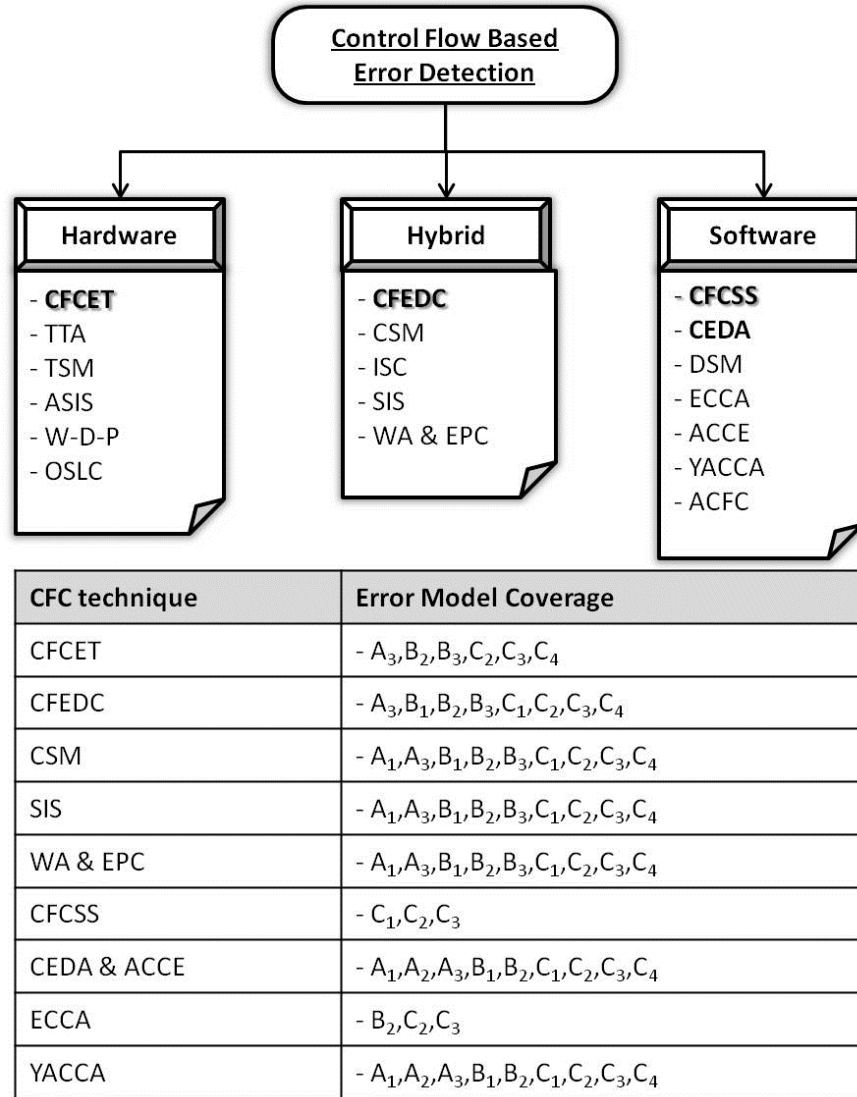 Control Flow Based
Error Detection
Hardware
- CFCET
- TTA
- TSM
- ASIS
- W-D-P
- OSLC
Hybrid
- CFEDC
- CSM
- ISC
- SIS
- WA & EPC
Software
- CFCSS
- CEDA
- DSM
- ECCA
- ACCE
- YACCA
- ACFC
CFC technique Error Model Coverage
CFCET - A₃,B₂,B₃,C₂,C₃,C₄
CFEDC - A₃,B₁,B₂,B₃,C₁,C₂,C₃,C₄
CSM - A₁,A₃,B₁,B₂,B₃,C₁,C₂,C₃,C₄
SIS - A₁,A₃,B₁,B₂,B₃,C₁,C₂,C₃,C₄
WA & EPC - A₁,A₃,B₁,B₂,B₃,C₁,C₂,C₃,C₄
CFCSS - C₁,C₂,C₃
CEDA & ACCE - A₁,A₂,A₃,B₁,B₂,C₁,C₂,C₃,C₄
ECCA - B₂,C₂,C₃
YACCA - A₁,A₂,A₃,B₁,B₂,C₁,C₂,C₃,C₄